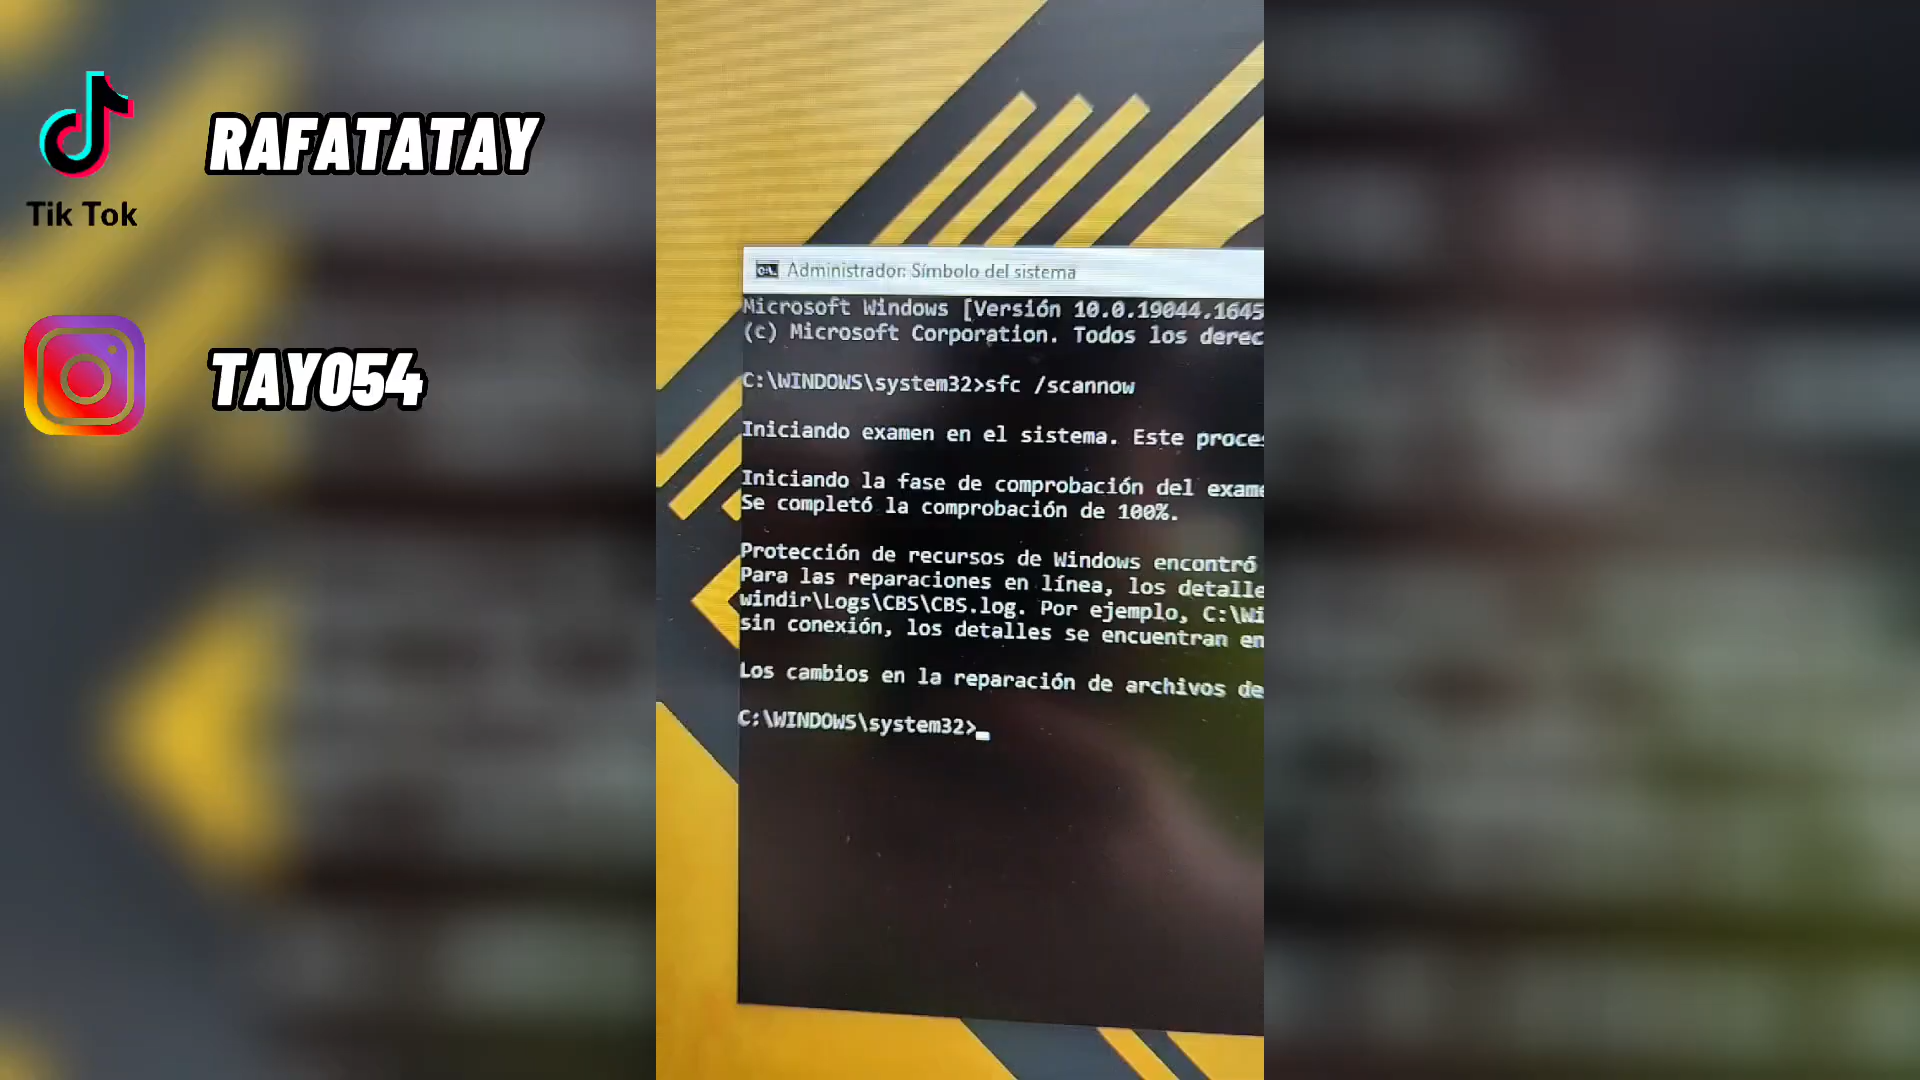 Tik Tok
RAFATATAY
TAY054
Administrador: Símbolo del sistema
Microsoft Windows [Versión 10.0.19044.1645
(c) Microsoft Corporation. Todos los derec
C:\WINDOWS\system32>sfc /scannow
Iniciando examen en el sistema. Este proces
Iniciando la fase de comprobación del exame
Se completó la comprobación de 100%.
Protección de recursos de Windows encontró
Para las reparaciones en línea, los detalle
windir\Logs\CBS\CBS.log. Por ejemplo, C:\Wi
sin conexión, los detalles se encuentran en
Los cambios en la reparación de archivos de
C:\WINDOWS\system32>